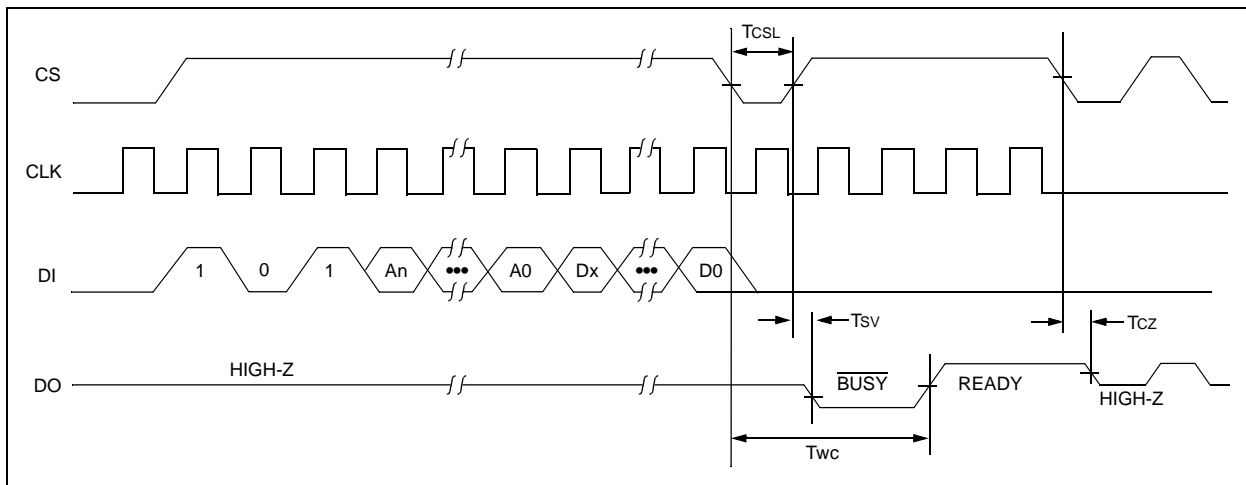 TCSL
CS
CLK
DI
1
0
1
An
•••
A0
Dx
•••
D0
TSV
TCZ
DO
HIGH-Z
BUSY
READY
HIGH-Z
TWC